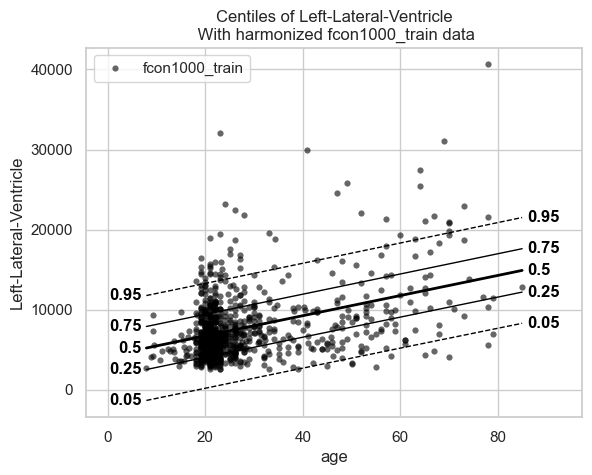 Centiles of Left-Lateral-Ventricle
With harmonized fcon1000_train data
fcon1000_train
Left-Lateral-Ventricle
40000
30000
20000
10000
0
0.95
0.75
0.5
0.25
0.05
0.95
0.75
0.5
0.25
0.05
0 20 40 60 80
age